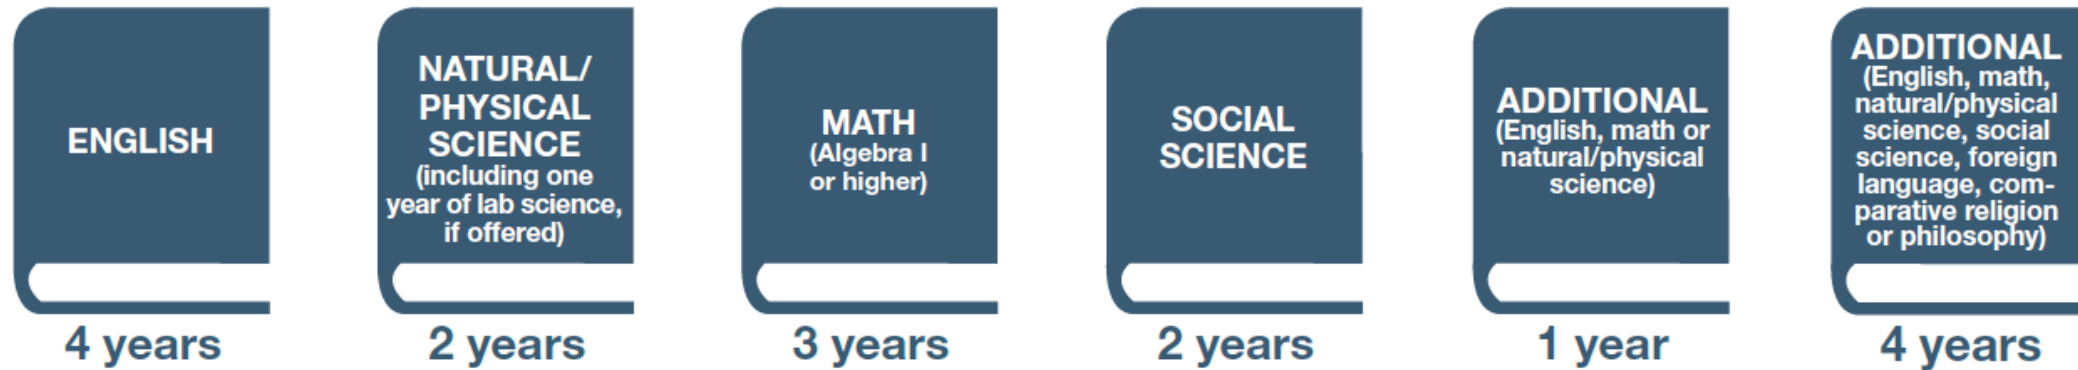 ENGLISH
4 years
NATURAL/
PHYSICAL
SCIENCE
(including one
year of lab science,
if offered)
2 years
MATH
(Algebra I
or higher)
3 years
SOCIAL
SCIENCE
2 years
ADDITIONAL
(English, math or
natural/physical
science)
1 year
ADDITIONAL
(English, math,
natural/physical
science, social
science, foreign
language, com-
parative religion
or philosophy)
4 years